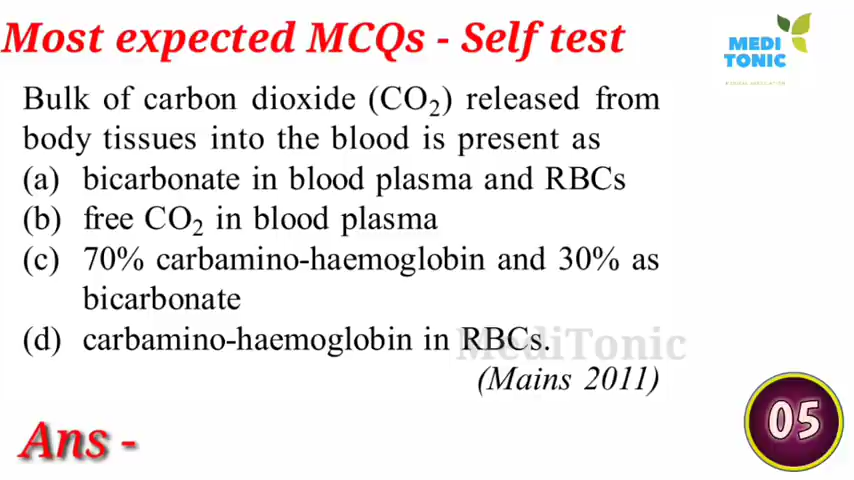 Most expected MCQs - Self test
MEDI
TONIC
Bulk of carbon dioxide (CO₂) released from
body tissues into the blood is present as
(a) bicarbonate in blood plasma and RBCs
(b) free CO₂ in blood plasma
(c) 70% carbamino-haemoglobin and 30% as
bicarbonate
(d) carbamino-haemoglobin in RBCs.
MediTonic
(Mains 2011)
05
Ans -